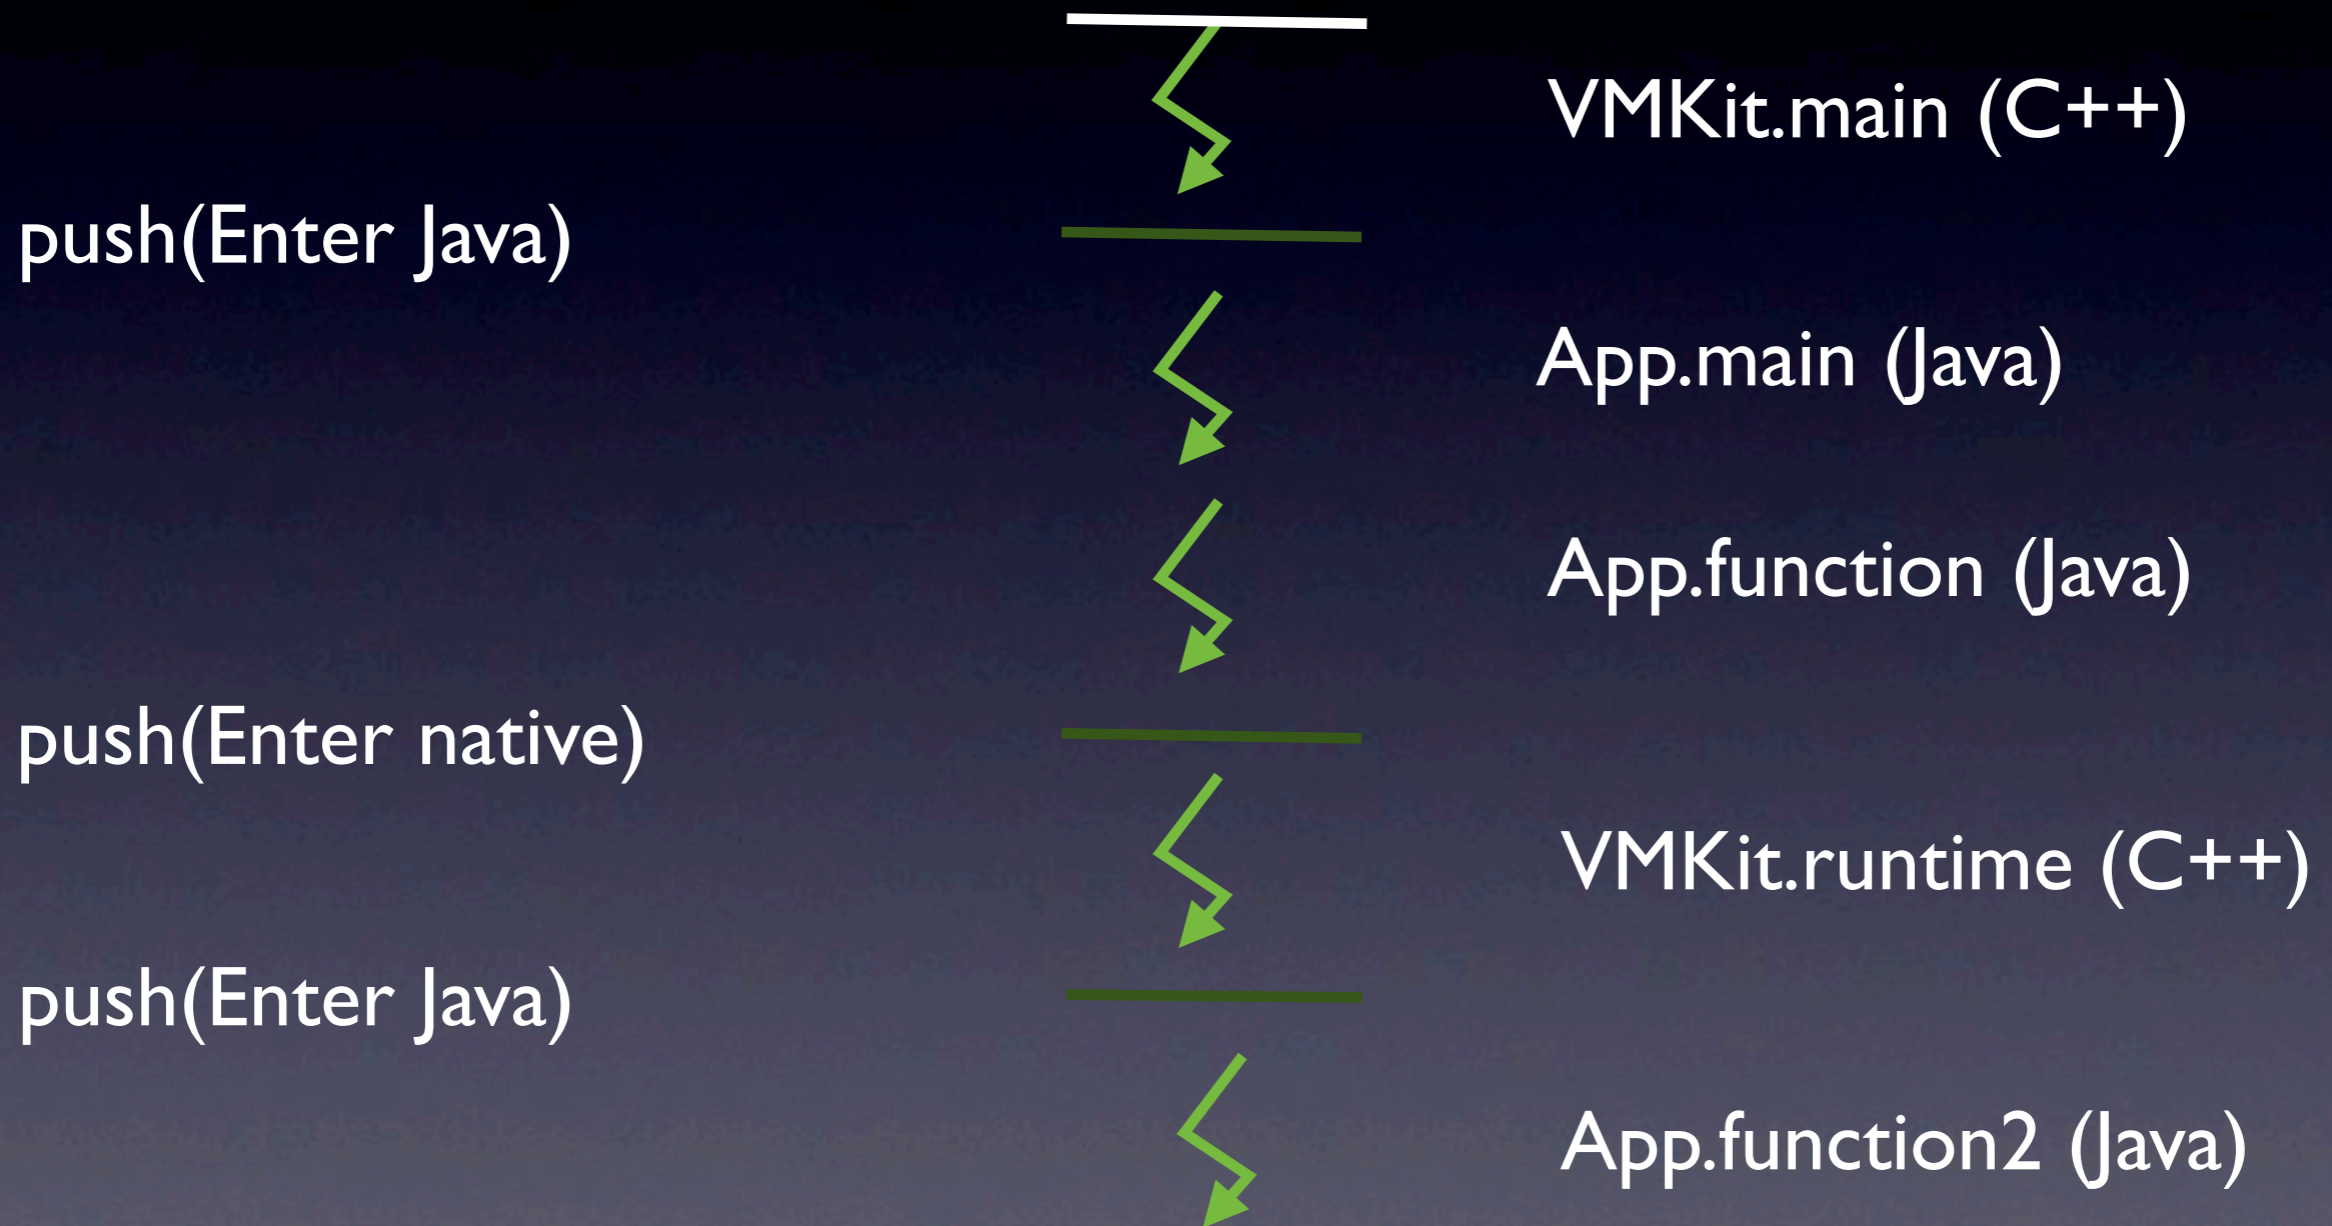 VMKit.main (C++)
push(Enter Java)
App.main (Java)
App.function (Java)
push(Enter native)
VMKit.runtime (C++)
push(Enter Java)
App.function2 (Java)